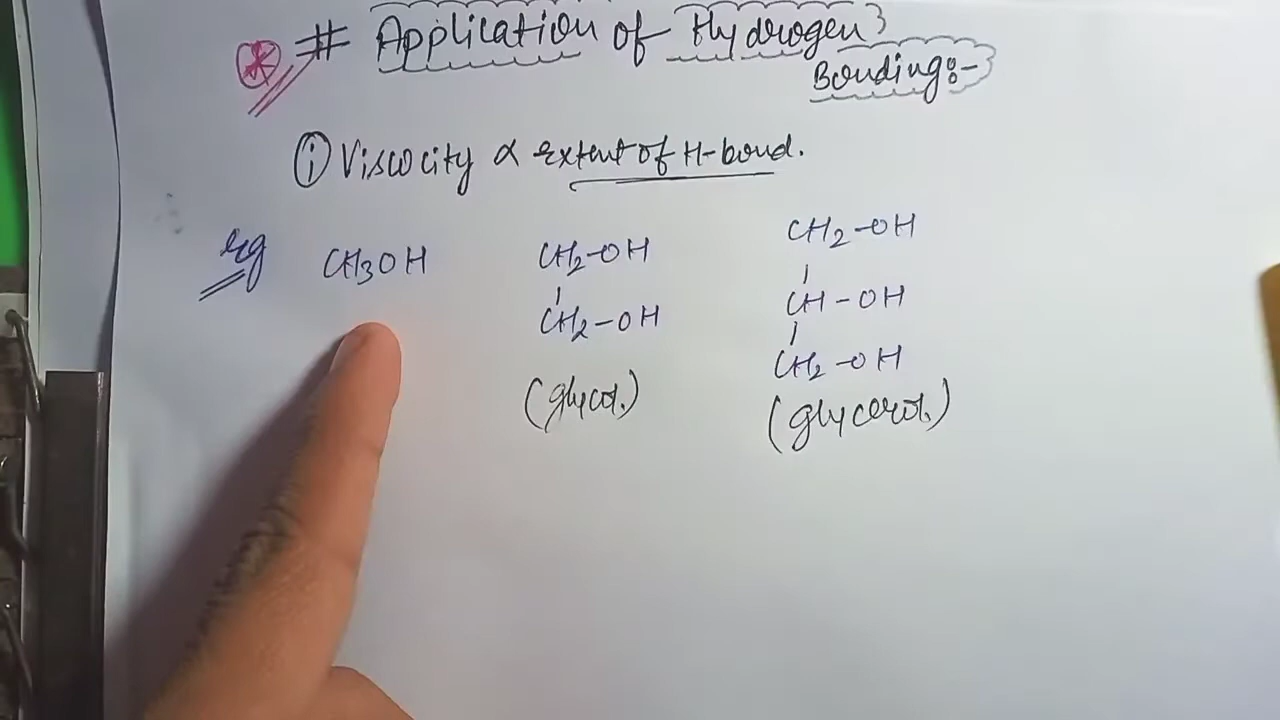 # Application of Hydrogen
Bonding:-
(i) Viscocity ∝ extent of H-bond.
eg CH3OH CH2-OH CH2-OH
CH2-OH CH-OH
CH2-OH
(glycol.) (glycerol.)